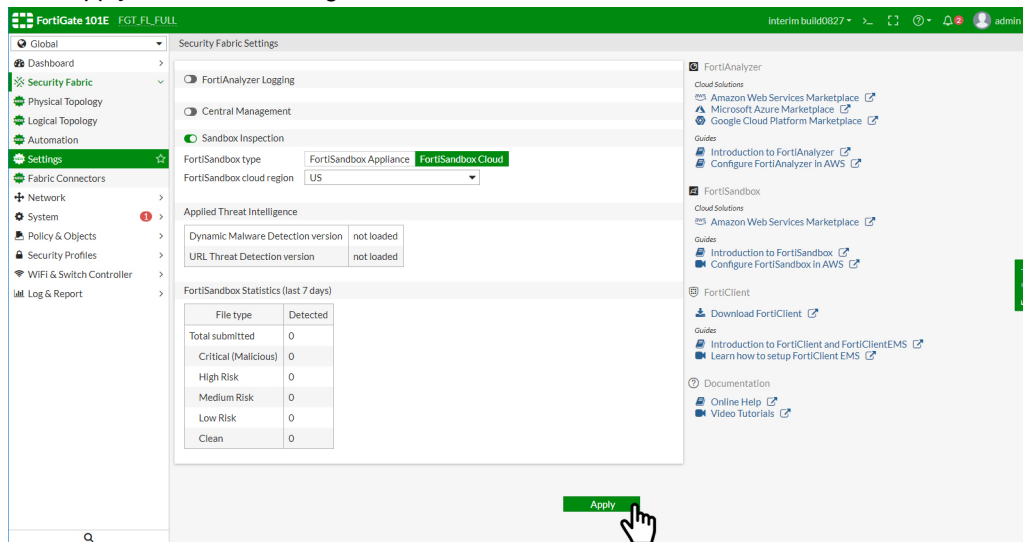 FortiGate 101E FGT_FL_FULL
interim build0827
2
admin
Global
Security Fabric Settings
Dashboard
Security Fabric
Physical Topology
Logical Topology
Automation
Settings
Fabric Connectors
Network
System 1
Policy & Objects
Security Profiles
WiFi & Switch Controller
Log & Report
FortiAnalyzer Logging
Central Management
Sandbox Inspection
FortiSandbox type FortiSandbox Appliance FortiSandbox Cloud
FortiSandbox cloud region US
Applied Threat Intelligence
Dynamic Malware Detection version not loaded
URL Threat Detection version not loaded
FortiSandbox Statistics (last 7 days)
File type Detected
Total submitted 0
Critical (Malicious) 0
High Risk 0
Medium Risk 0
Low Risk 0
Clean 0
Apply
FortiAnalyzer
Cloud Solutions
Amazon Web Services Marketplace
Microsoft Azure Marketplace
Google Cloud Platform Marketplace
Guides
Introduction to FortiAnalyzer
Configure FortiAnalyzer in AWS
FortiSandbox
Cloud Solutions
Amazon Web Services Marketplace
Guides
Introduction to FortiSandbox
Configure FortiSandbox in AWS
FortiClient
Download FortiClient
Guides
Introduction to FortiClient and FortiClientEMS
Learn how to setup FortiClient EMS
Documentation
Online Help
Video Tutorials